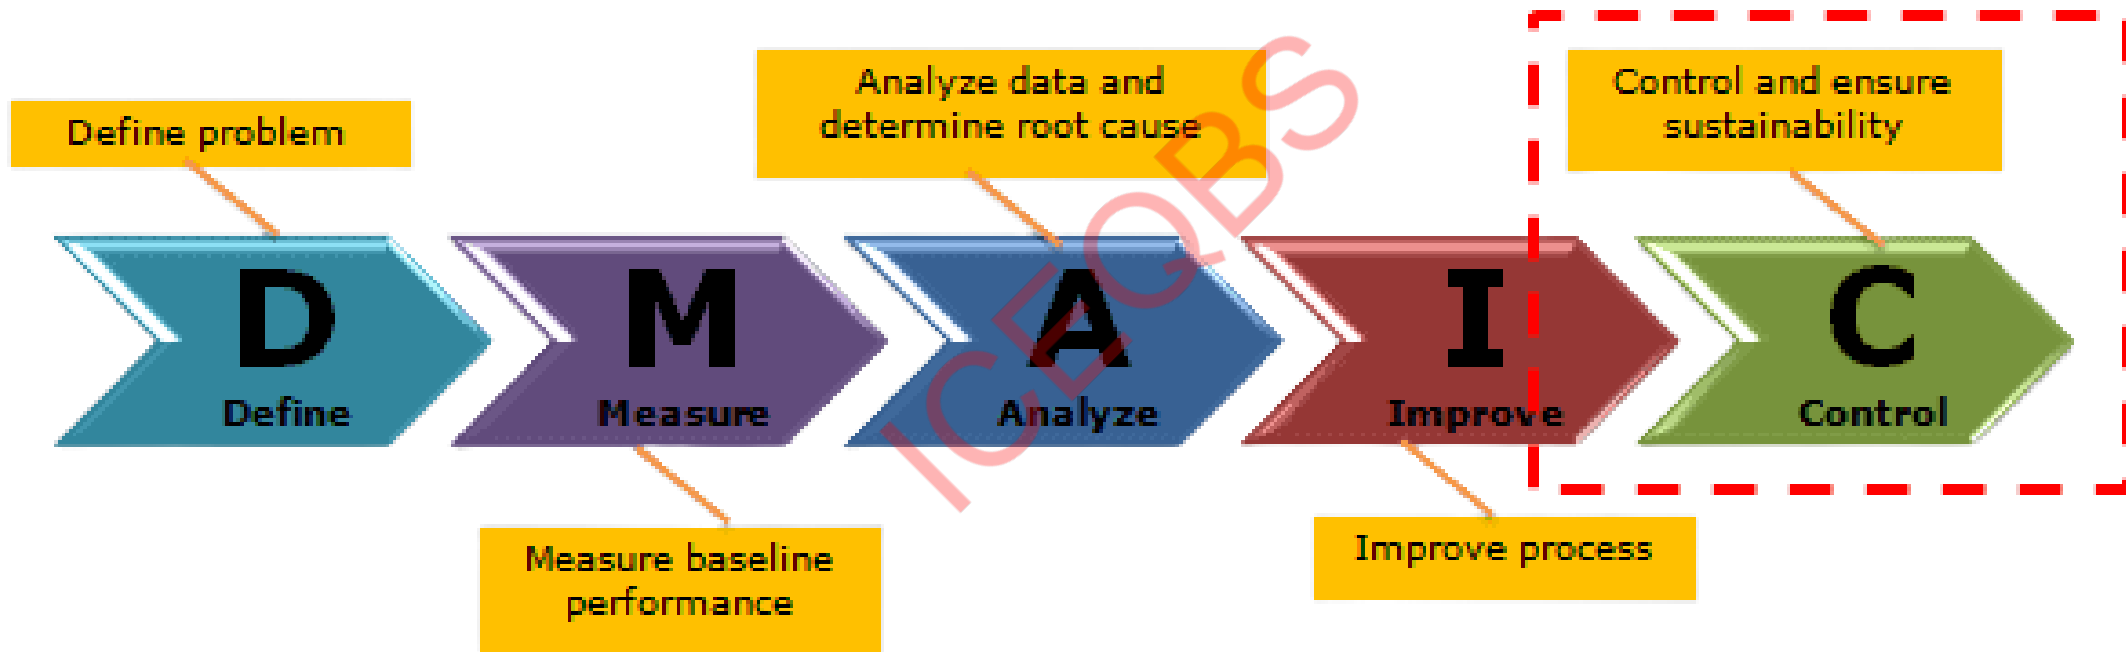 Define problem
Analyze data and
determine root cause
Control and ensure
sustainability
D
Define
M
Measure
A
Analyze
I
Improve
C
Control
Measure baseline
performance
Improve process
ICEQBS